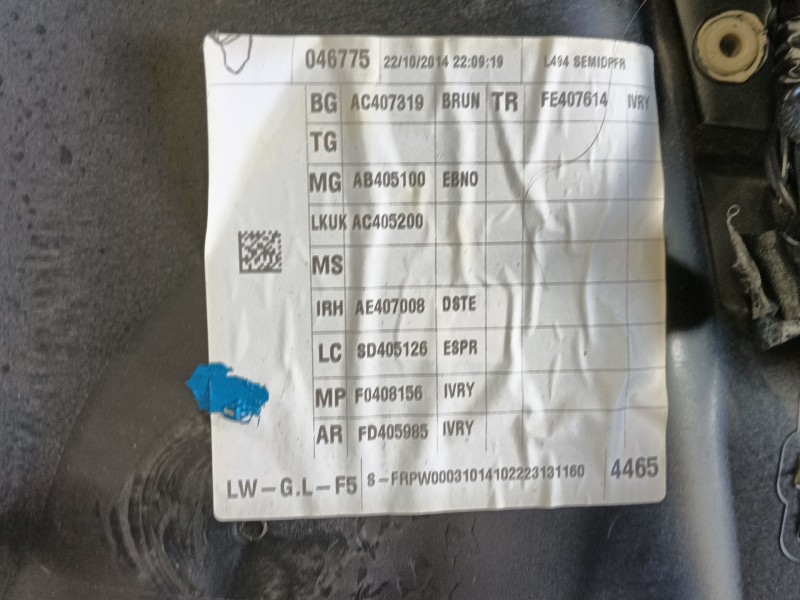 046775 22/10/2014 22:09:19 L494 SEMIDPFR
BG AC407319 BRUN TR FE407614 IVRY
TG
MG AB405100 EBNO
LKUK AC405200
MS
IRH AE407008 DSTE
LC SD405126 ESPR
MP F0408156 IVRY
AR FD405985 IVRY
LW-G.L-F5 S-FRPW00031014102223131160 4465